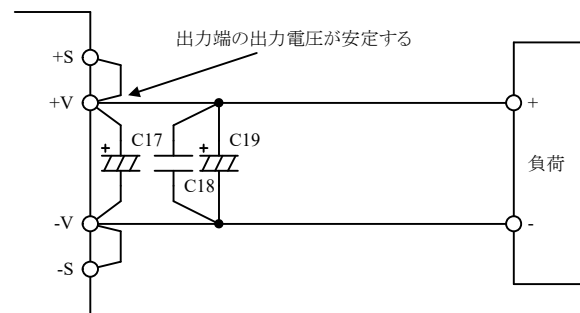 出力端の出力電圧が安定する
+S
+V
+
+
C17
+
C19
C18
負荷
-V
-
-S